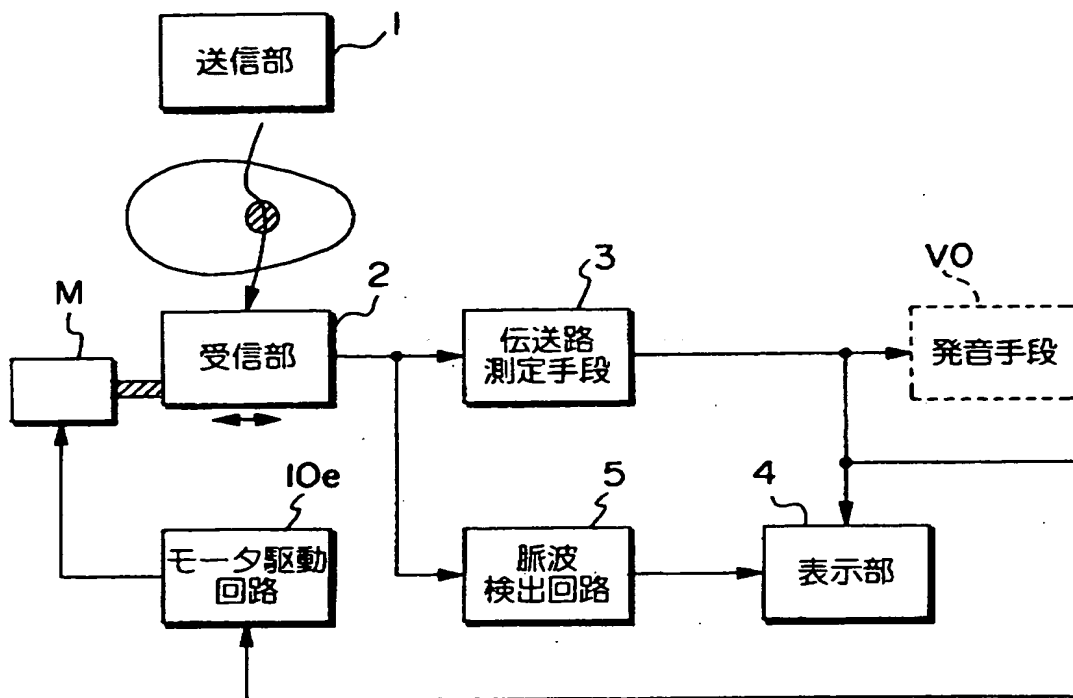 1
送信部
2
受信部
M
3
伝送路
測定手段
VO
発音手段
10e
モータ駆動
回路
5
脈波
検出回路
4
表示部